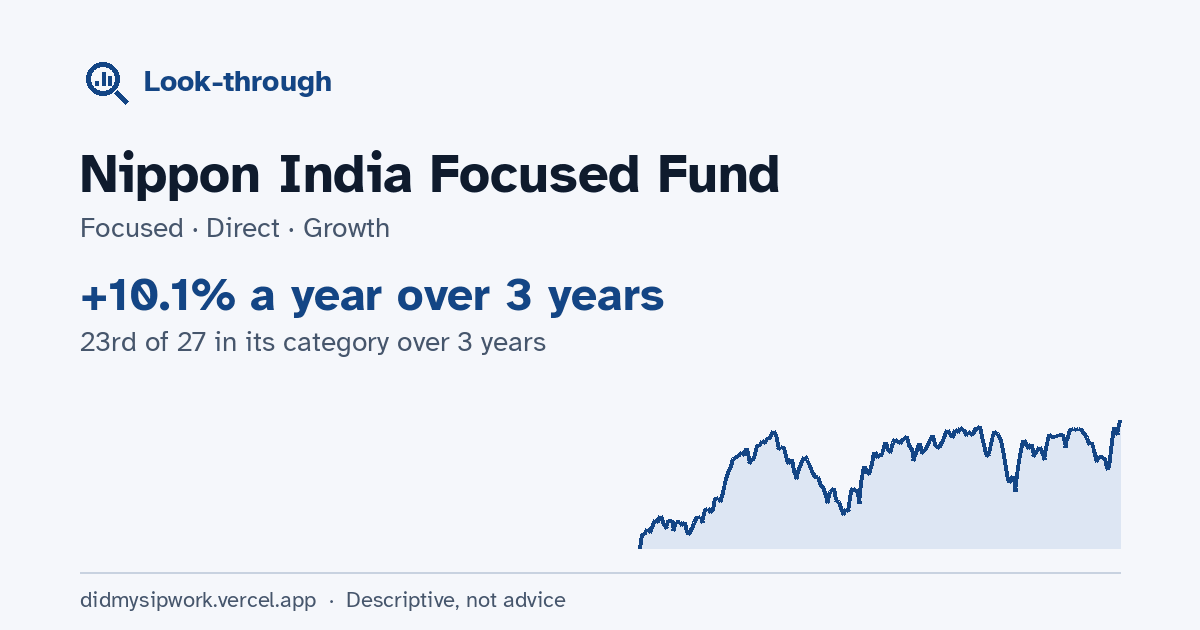 Look-through
Nippon India Focused Fund
Focused · Direct · Growth
+10.1% a year over 3 years
23rd of 27 in its category over 3 years
didmysipwork.vercel.app · Descriptive, not advice